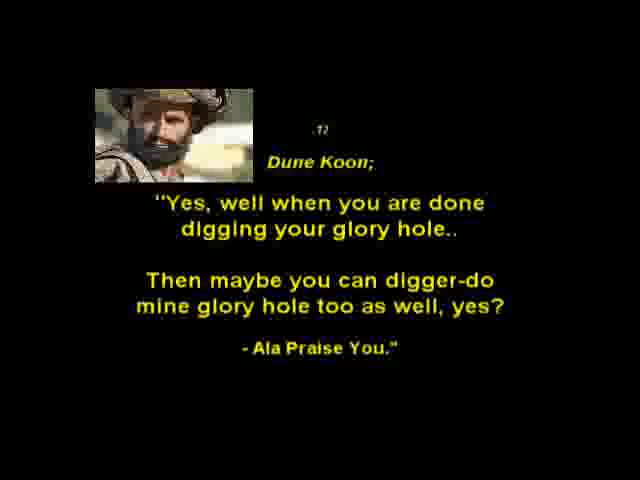 Dune Koon;
"Yes, well when you are done
digging your glory hole..
Then maybe you can digger-do
mine glory hole too as well, yes?
- Ala Praise You."